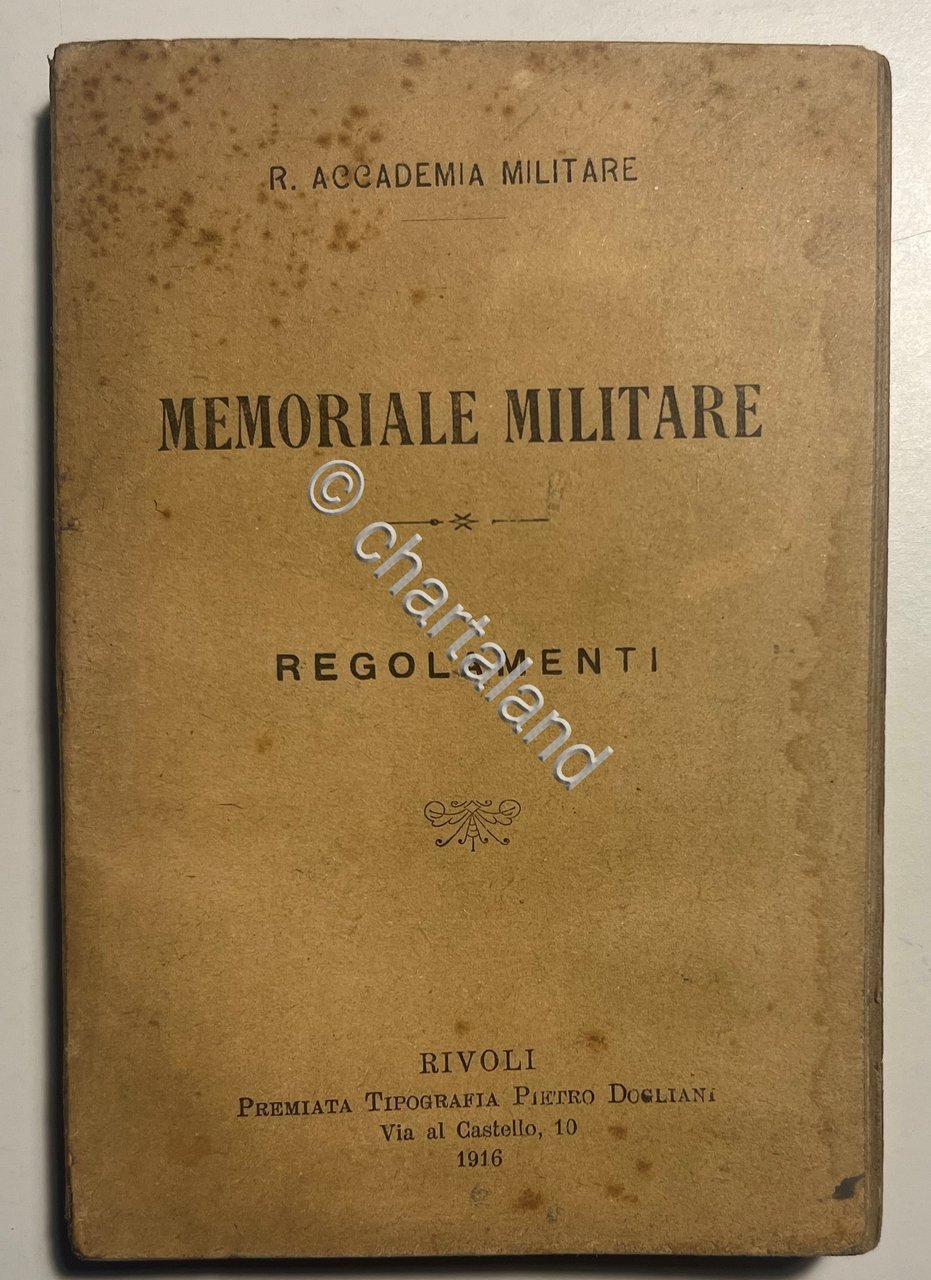 R. ACCADEMIA MILITARE
MEMORIALE MILITARE
© chartaland
REGOLAMENTI
RIVOLI
PREMIATA TIPOGRAFIA PIETRO DOGLIANI
Via al Castello, 10
1916